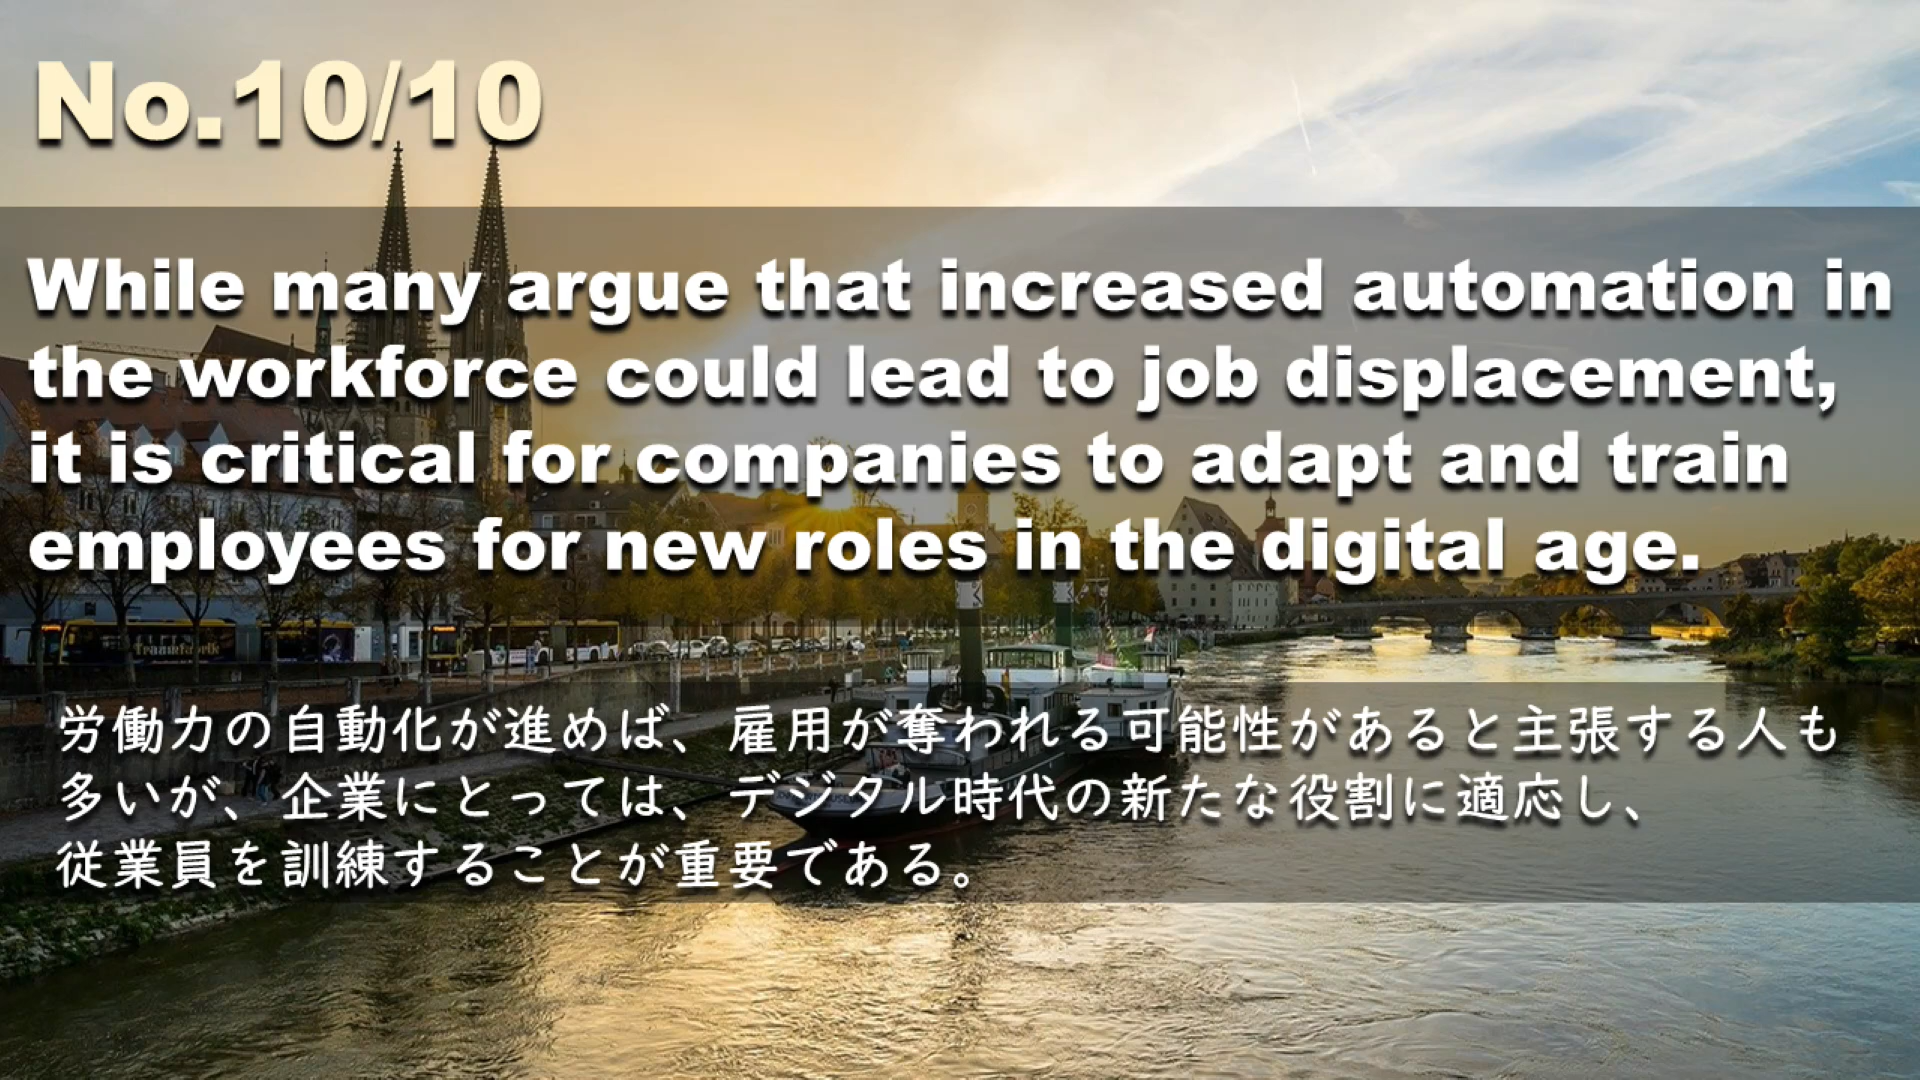 No.10/10
While many argue that increased automation in
the workforce could lead to job displacement,
it is critical for companies to adapt and train
employees for new roles in the digital age.
労働力の自動化が進めば、雇用が奪われる可能性があると主張する人も
多いが、企業にとっては、デジタル時代の新たな役割に適応し、
従業員を訓練することが重要である。